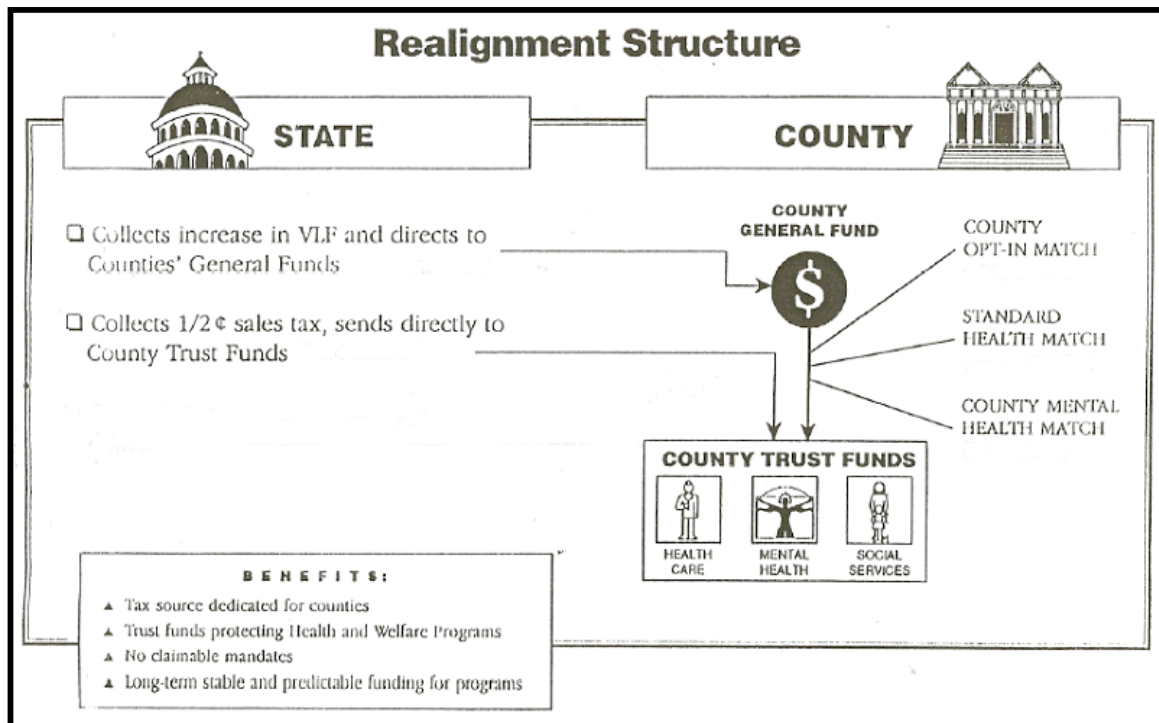 Realignment Structure
STATE
COUNTY
❑ Collects increase in VLF and directs to
Counties' General Funds
❑ Collects 1/2 ¢ sales tax, sends directly to
County Trust Funds
COUNTY
GENERAL FUND
$
COUNTY
OPT-IN MATCH
STANDARD
HEALTH MATCH
COUNTY MENTAL
HEALTH MATCH
COUNTY TRUST FUNDS
HEALTH
CARE
MENTAL
HEALTH
SOCIAL
SERVICES
BENEFITS:
▲ Tax source dedicated for counties
▲ Trust funds protecting Health and Welfare Programs
▲ No claimable mandates
▲ Long-term stable and predictable funding for programs